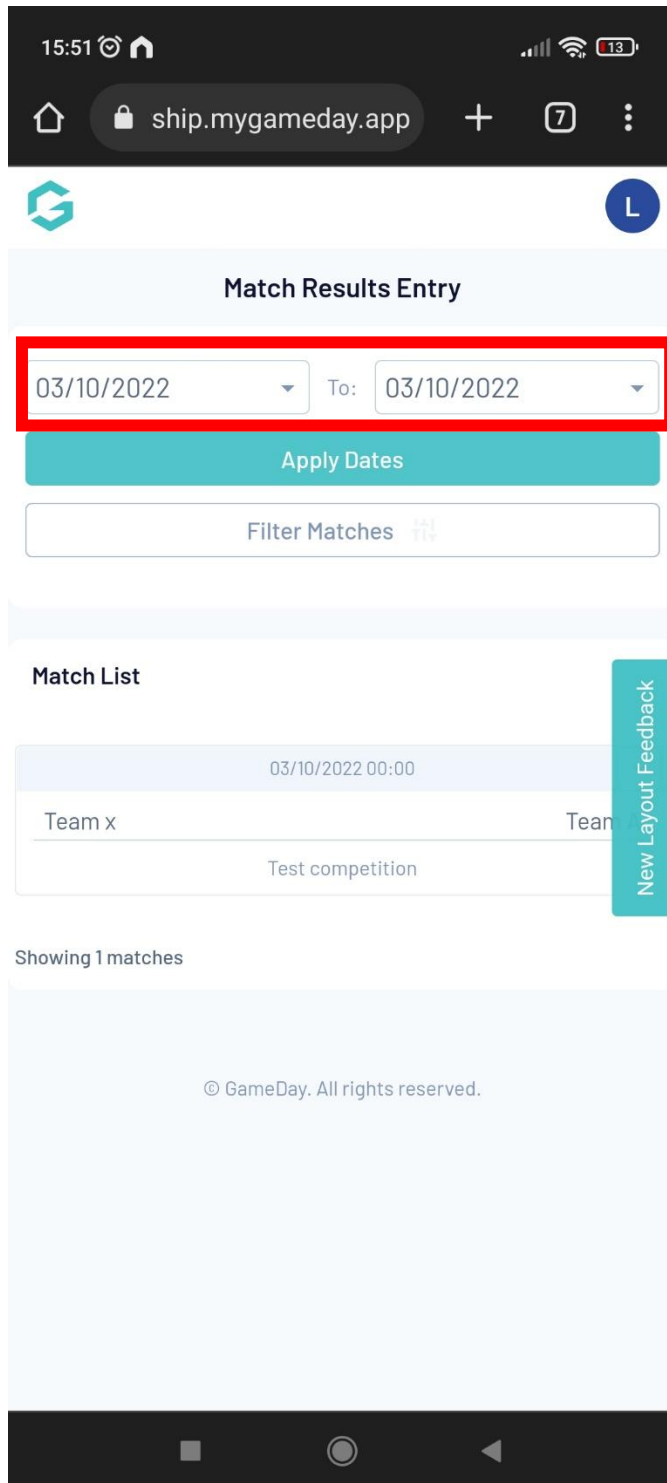 15:51
13
ship.mygameday.app
7
L
Match Results Entry
03/10/2022 To: 03/10/2022
Apply Dates
Filter Matches
Match List
New Layout Feedback
03/10/2022 00:00
Team x Team
Test competition
Showing 1 matches
© GameDay. All rights reserved.